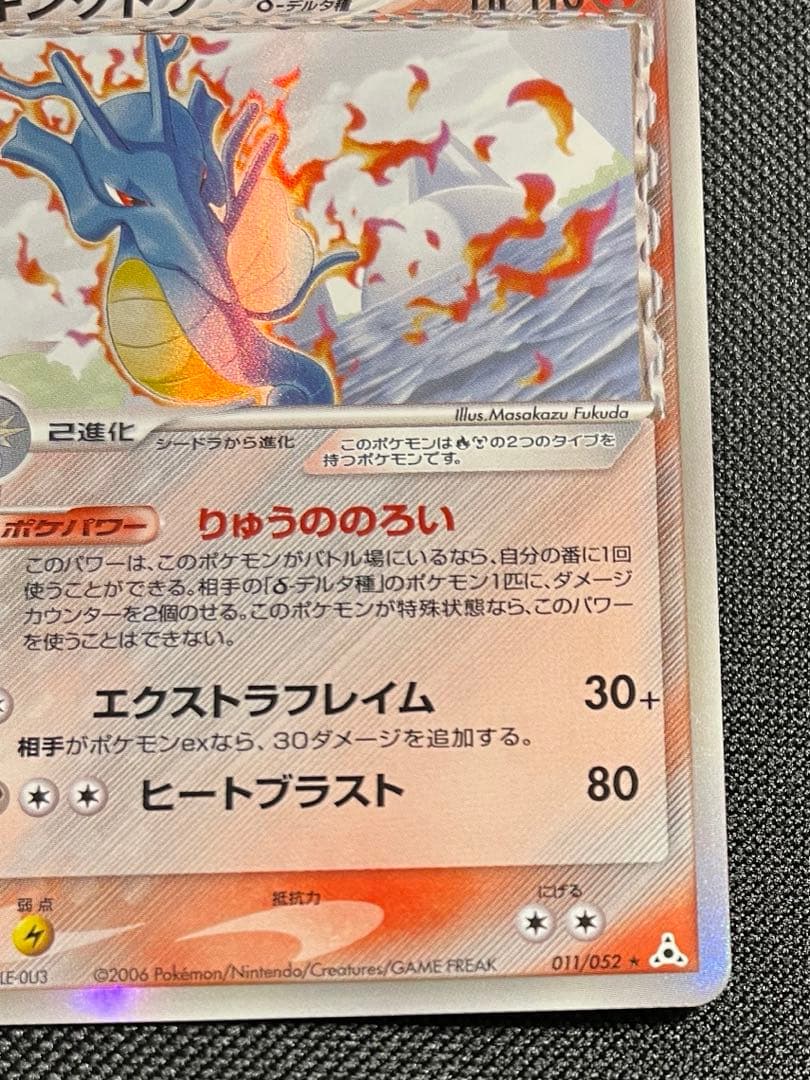 キングドラ δ-デルタ種 HP 110
Illus.Masakazu Fukuda
2進化 シードラから進化
このポケモンは の2つのタイプを
持つポケモンです。
ポケパワー りゅうののろい
このパワーは、このポケモンがバトル場にいるなら、自分の番に1回
使うことができる。相手の「δ-デルタ種」のポケモン1匹に、ダメージ
カウンターを2個のせる。このポケモンが特殊状態なら、このパワー
を使うことはできない。
エクストラフレイム 30+
相手がポケモンexなら、30ダメージを追加する。
ヒートブラスト 80
弱点 抵抗力 にげる
LE-0U3 ©2006 Pokémon/Nintendo/Creatures/GAME FREAK 011/052 ★